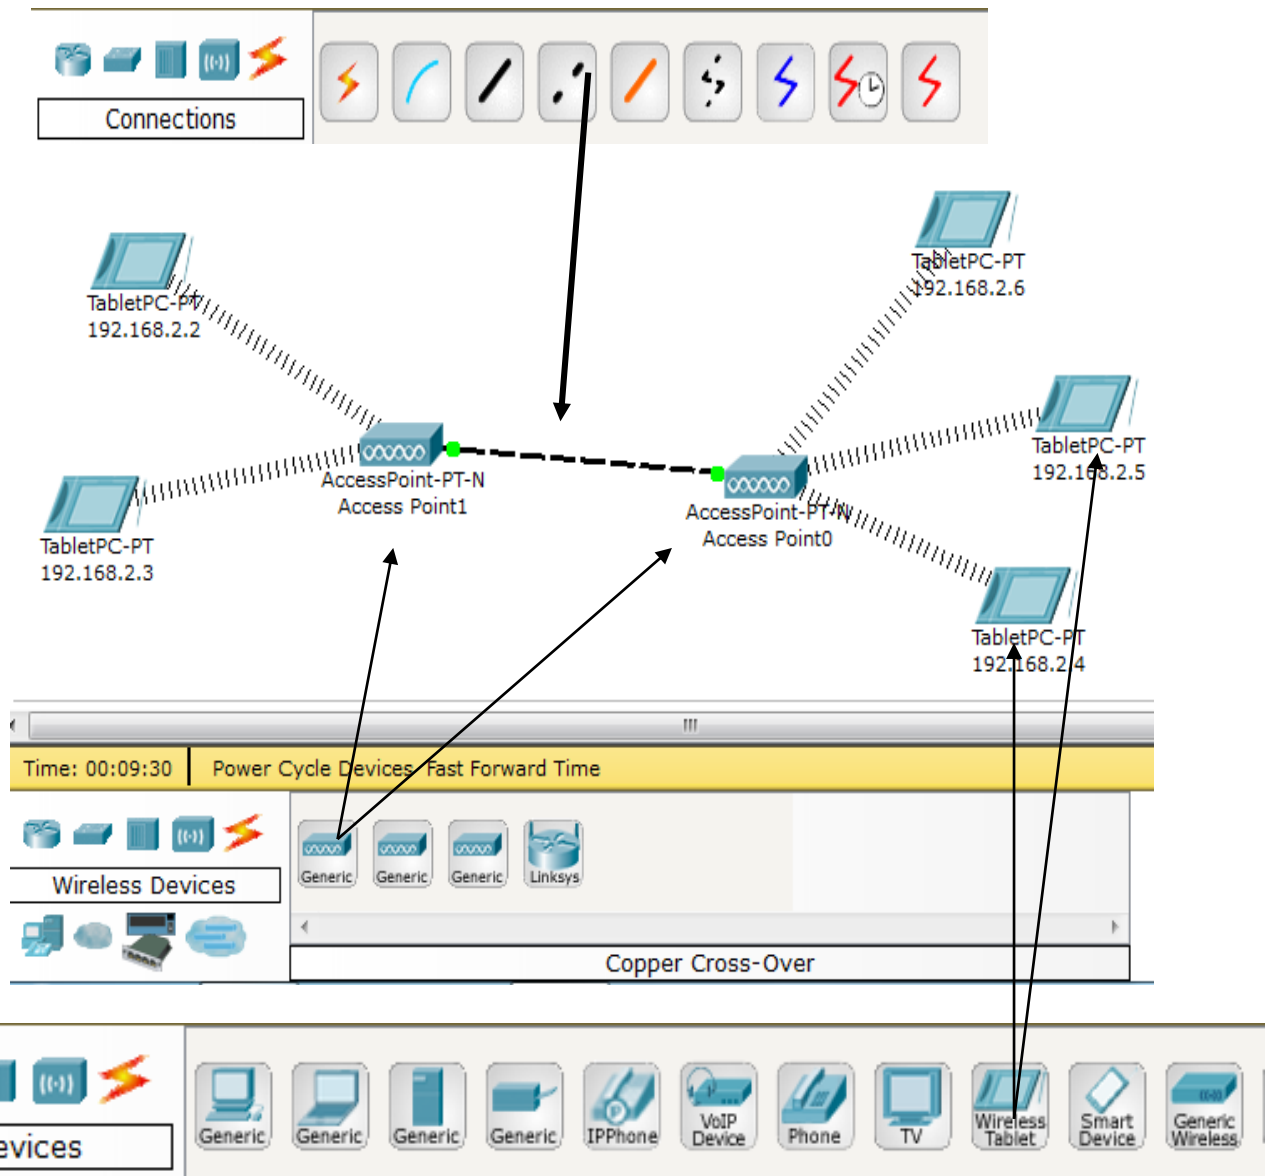 Connections
TabletPC-PT
192.168.2.6
TabletPC-PT
192.168.2.2
TabletPC-PT
192.168.2.5
AccessPoint-PT-N
Access Point1
AccessPoint-PT-N
Access Point0
TabletPC-PT
192.168.2.3
TabletPC-PT
192.168.2.4
Time: 00:09:30 Power Cycle Devices Fast Forward Time
Generic Generic Generic Linksys
Wireless Devices
Copper Cross-Over
Generic Generic Generic Generic IPPhone VoIP Device Phone TV Wireless Tablet Smart Device Generic Wireless
evices